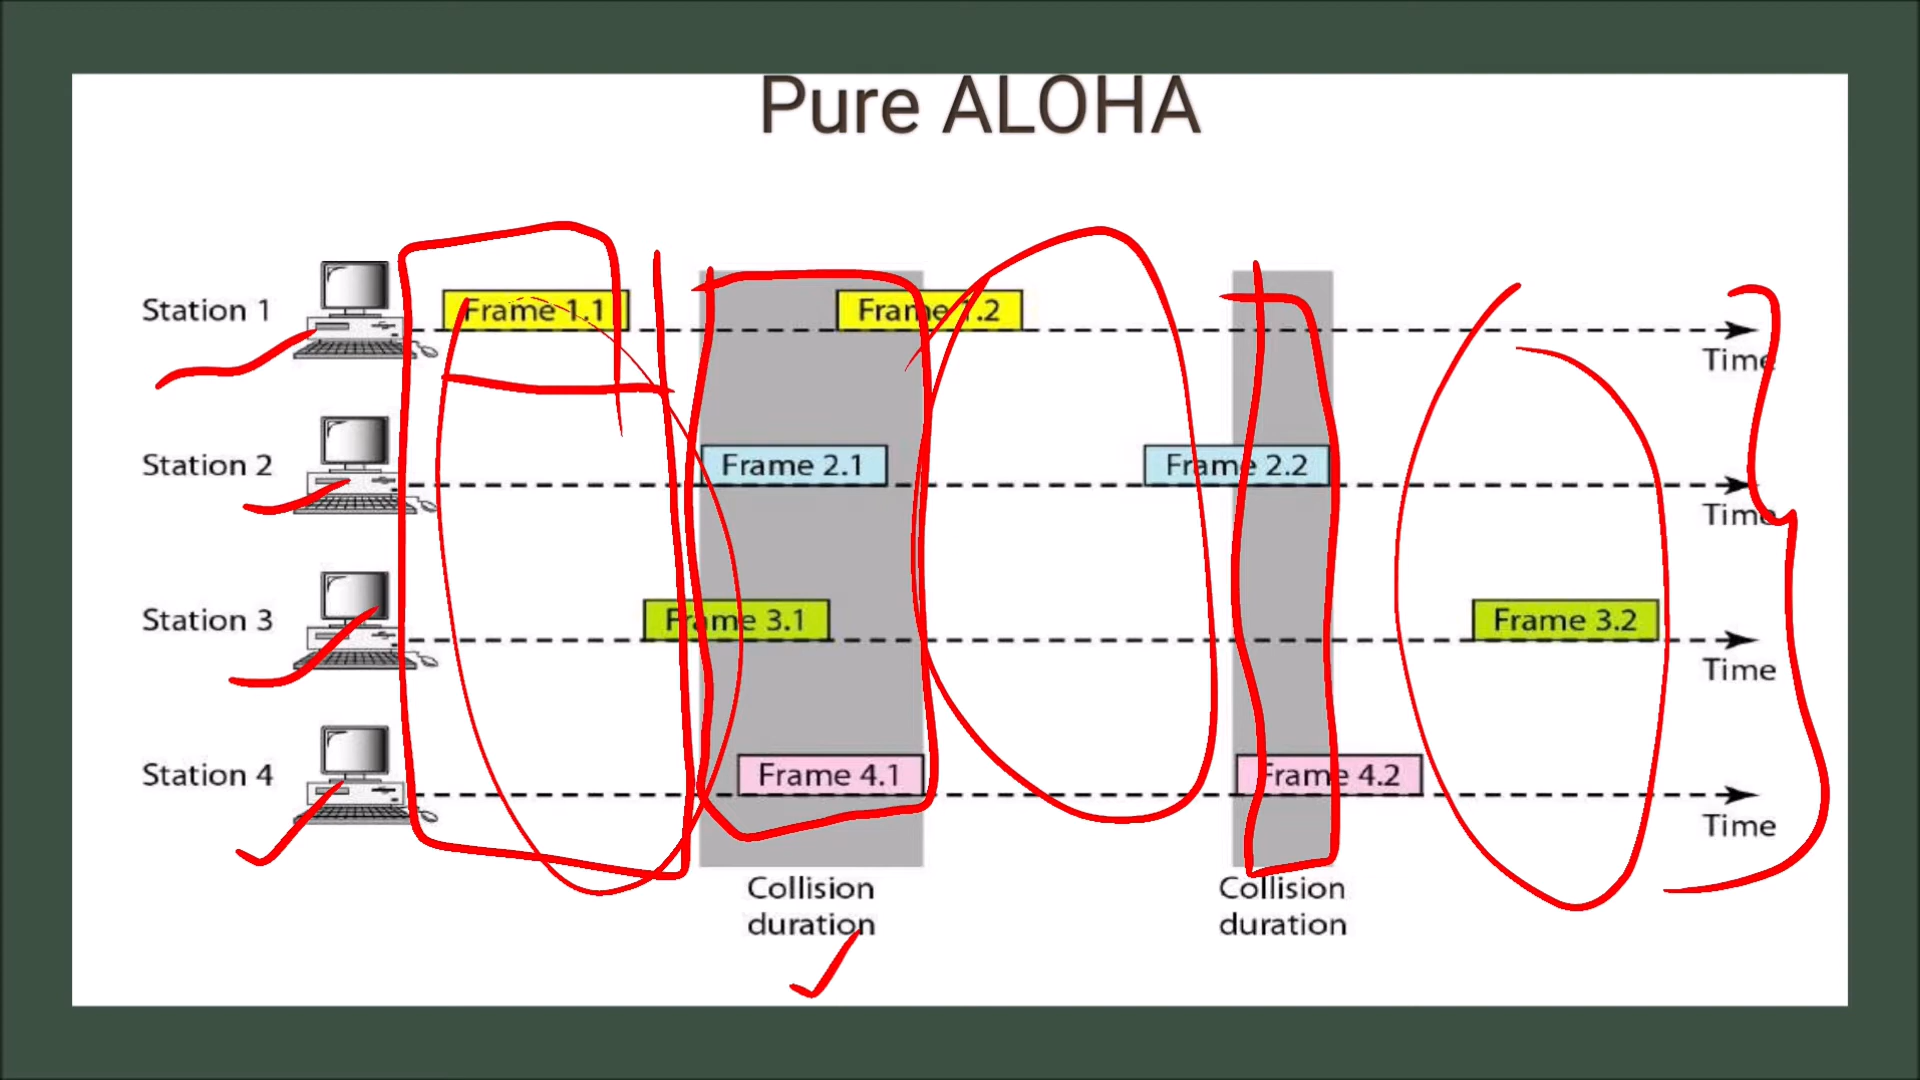 Pure ALOHA
Station 1
Frame 1.1
Frame 1.2
Time
Station 2
Frame 2.1
Frame 2.2
Time
Station 3
Frame 3.1
Frame 3.2
Time
Station 4
Frame 4.1
Frame 4.2
Time
Collision
duration
Collision
duration